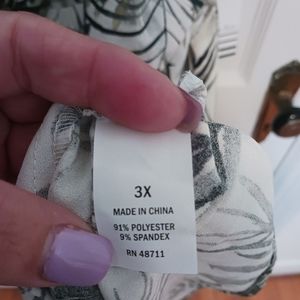 3X
MADE IN CHINA
91% POLYESTER
9% SPANDEX
RN 48711